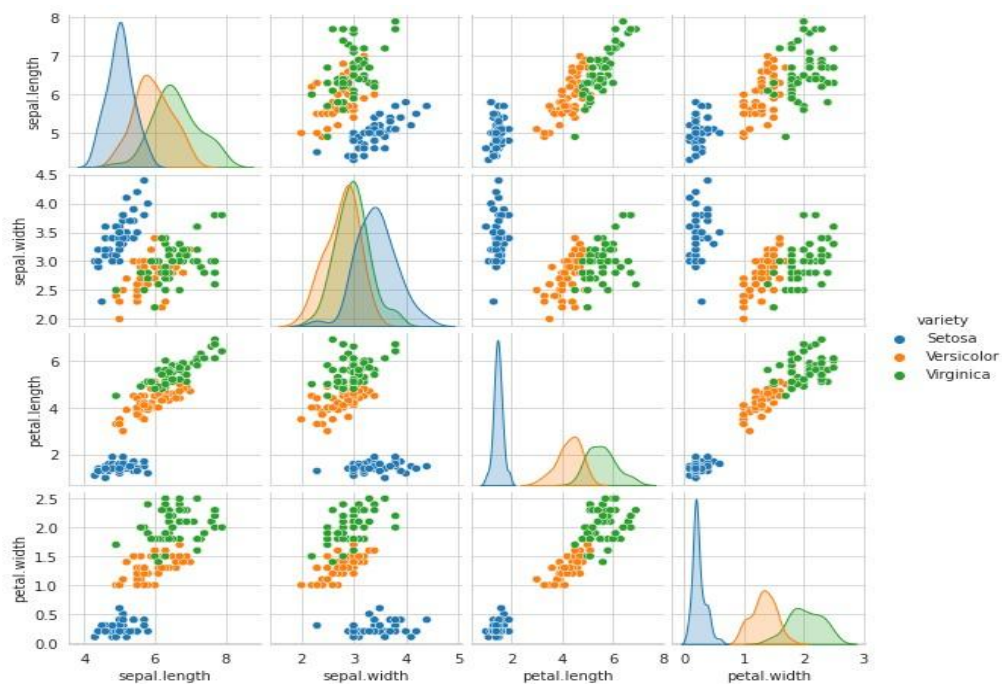 8
7
6
5
sepal.length
4.5
4.0
3.5
3.0
2.5
2.0
sepal.width
variety
Setosa
Versicolor
Virginica
6
4
2
petal.length
2.5
2.0
1.5
1.0
0.5
0.0
petal.width
4 6 8
2 3 4 5
2 4 6 8
0 1 2 3
sepal.length
sepal.width
petal.length
petal.width